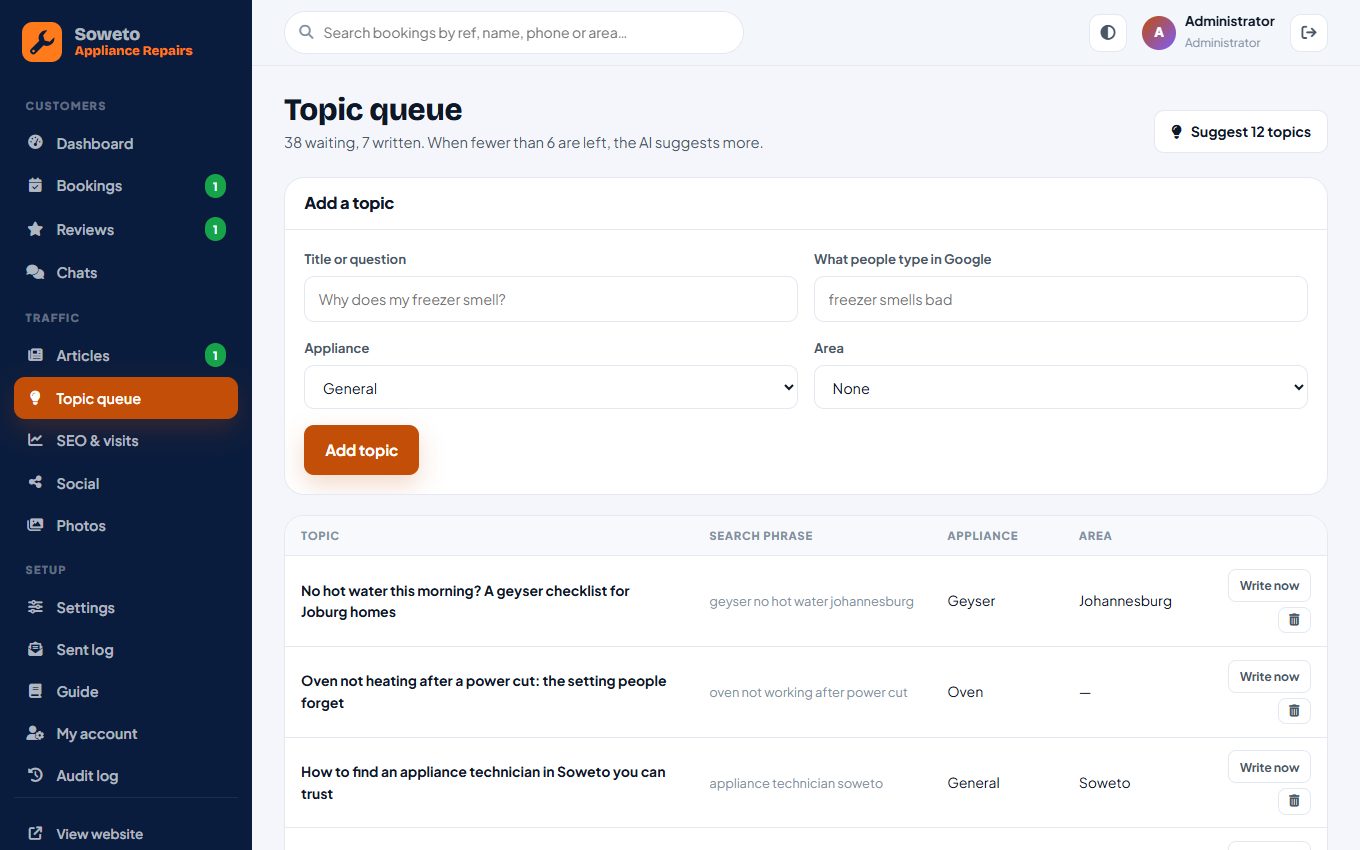 Soweto
Appliance Repairs
CUSTOMERS
Dashboard
Bookings 1
Reviews 1
Chats
TRAFFIC
Articles 1
Topic queue
SEO & visits
Social
Photos
SETUP
Settings
Sent log
Guide
My account
Audit log
View website
Search bookings by ref, name, phone or area...
A
Administrator
Administrator
Topic queue
38 waiting, 7 written. When fewer than 6 are left, the AI suggests more.
Suggest 12 topics
Add a topic
Title or question
What people type in Google
Why does my freezer smell?
freezer smells bad
Appliance
Area
General
None
Add topic
TOPIC SEARCH PHRASE APPLIANCE AREA
No hot water this morning? A geyser checklist for
Joburg homes
geyser no hot water johannesburg
Geyser
Johannesburg
Write now
Oven not heating after a power cut: the setting people
forget
oven not working after power cut
Oven
—
Write now
How to find an appliance technician in Soweto you can
trust
appliance technician soweto
General
Soweto
Write now